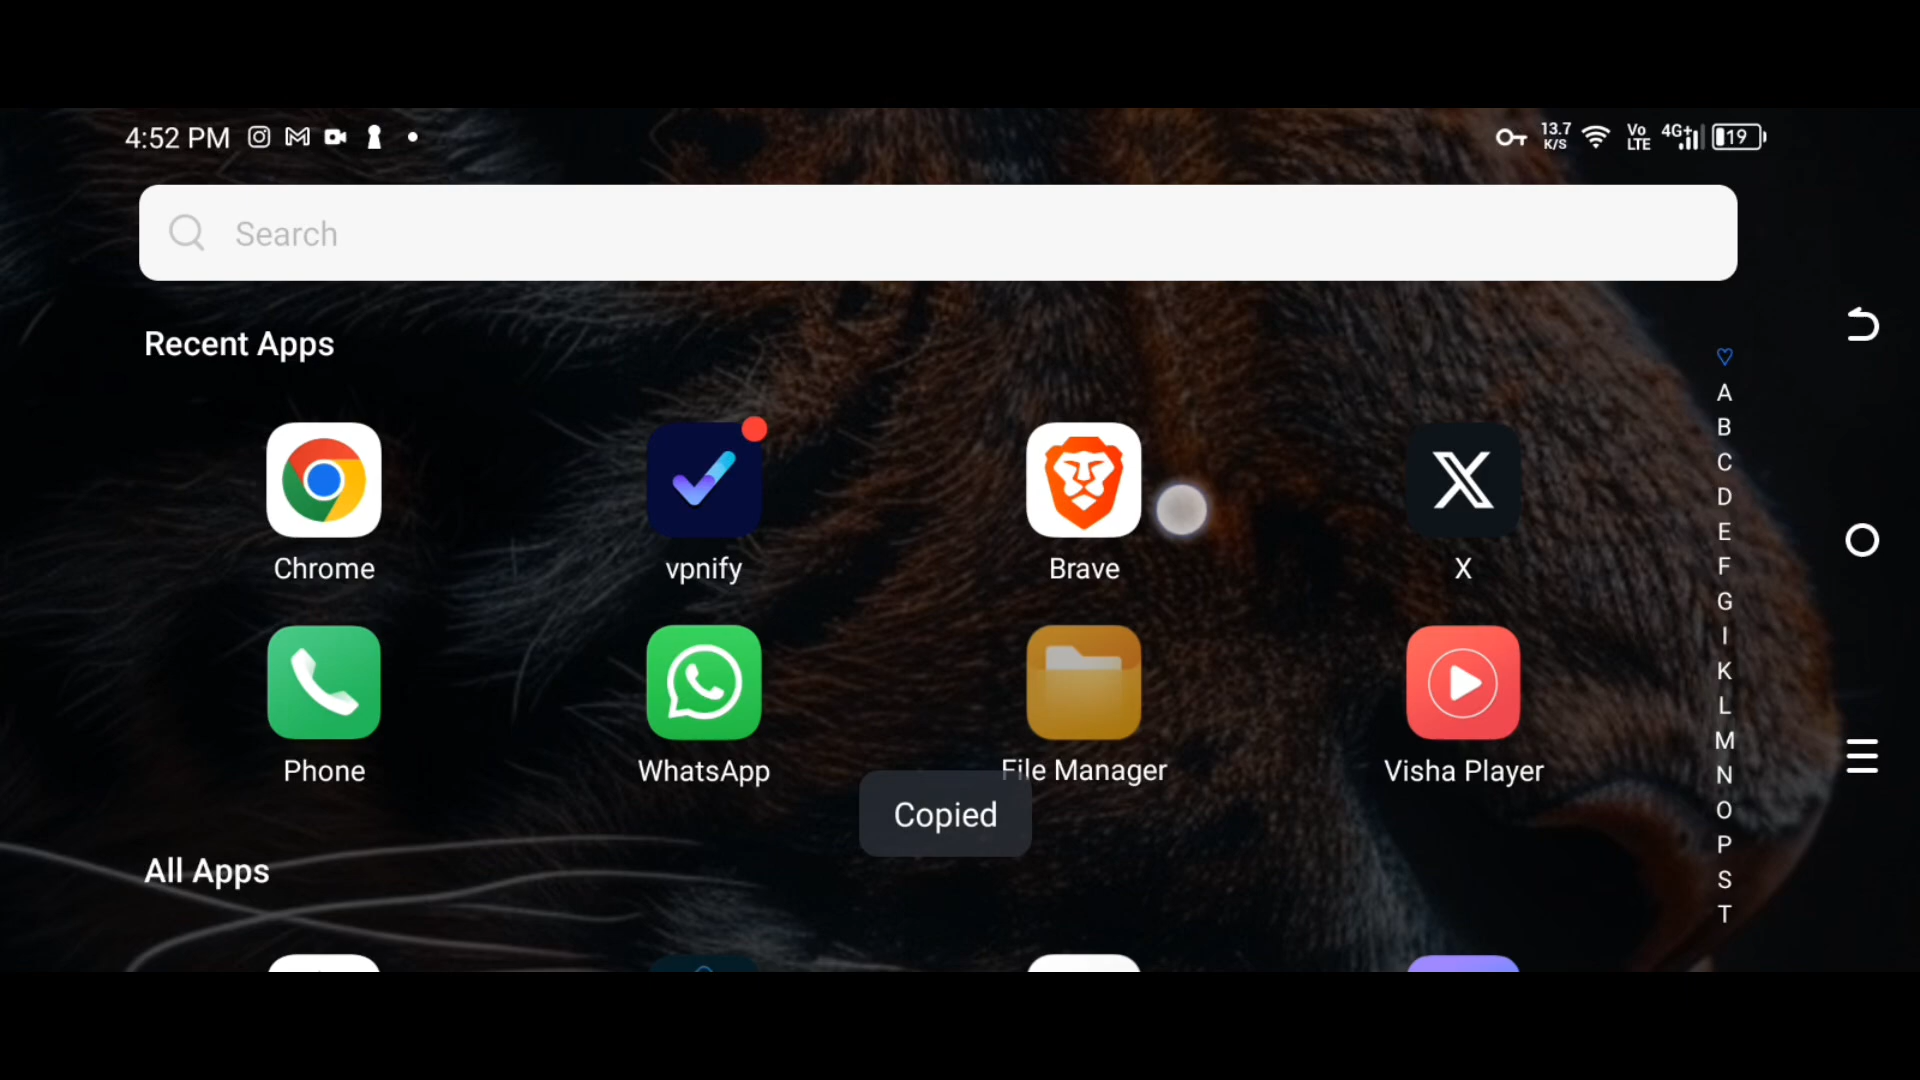 4:52 PM
13.7
K/S
Vo
LTE
4G+
19
Search
Recent Apps
Chrome
vpnify
Brave
X
Phone
WhatsApp
File Manager
Visha Player
Copied
All Apps
A
B
C
D
E
F
G
I
K
L
M
N
O
P
S
T